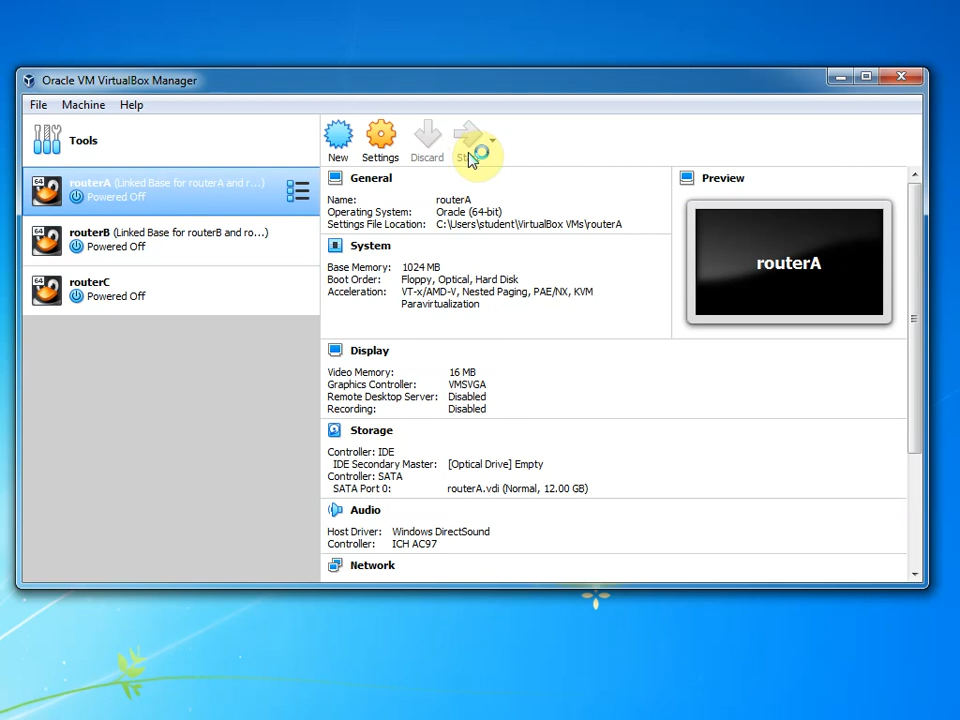 Oracle VM VirtualBox Manager
File Machine Help
Tools
New Settings Discard
routerA (Linked Base for routerA and r...)
Powered Off
routerB (Linked Base for routerB and ro...)
Powered Off
routerC
Powered Off
General
Name: routerA
Operating System: Oracle (64-bit)
Settings File Location: C:\Users\student\VirtualBox VMs\routerA
System
Base Memory: 1024 MB
Boot Order: Floppy, Optical, Hard Disk
Acceleration: VT-x/AMD-V, Nested Paging, PAE/NX, KVM
Paravirtualization
Preview
routerA
Display
Video Memory: 16 MB
Graphics Controller: VMSVGA
Remote Desktop Server: Disabled
Recording: Disabled
Storage
Controller: IDE
IDE Secondary Master: [Optical Drive] Empty
Controller: SATA
SATA Port 0: routerA.vdi (Normal, 12.00 GB)
Audio
Host Driver: Windows DirectSound
Controller: ICH AC97
Network
64
64
64